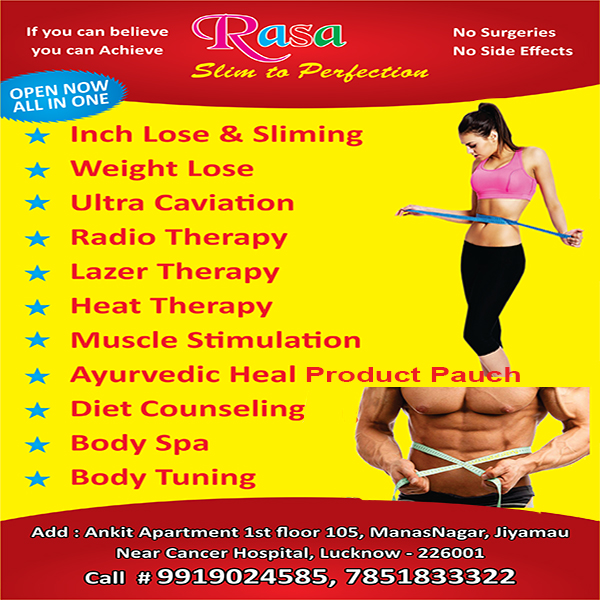 If you can believe
you can Achieve
Rasa
Slim to Perfection
No Surgeries
No Side Effects
OPEN NOW
ALL IN ONE
Inch Lose & Sliming
Weight Lose
Ultra Caviation
Radio Therapy
Lazer Therapy
Heat Therapy
Muscle Stimulation
Ayurvedic Heal Product Pauch
Diet Counseling
Body Spa
Body Tuning
Add : Ankit Apartment 1st floor 105, ManasNagar, Jiyamau
Near Cancer Hospital, Lucknow - 226001
Call # 9919024585, 7851833322